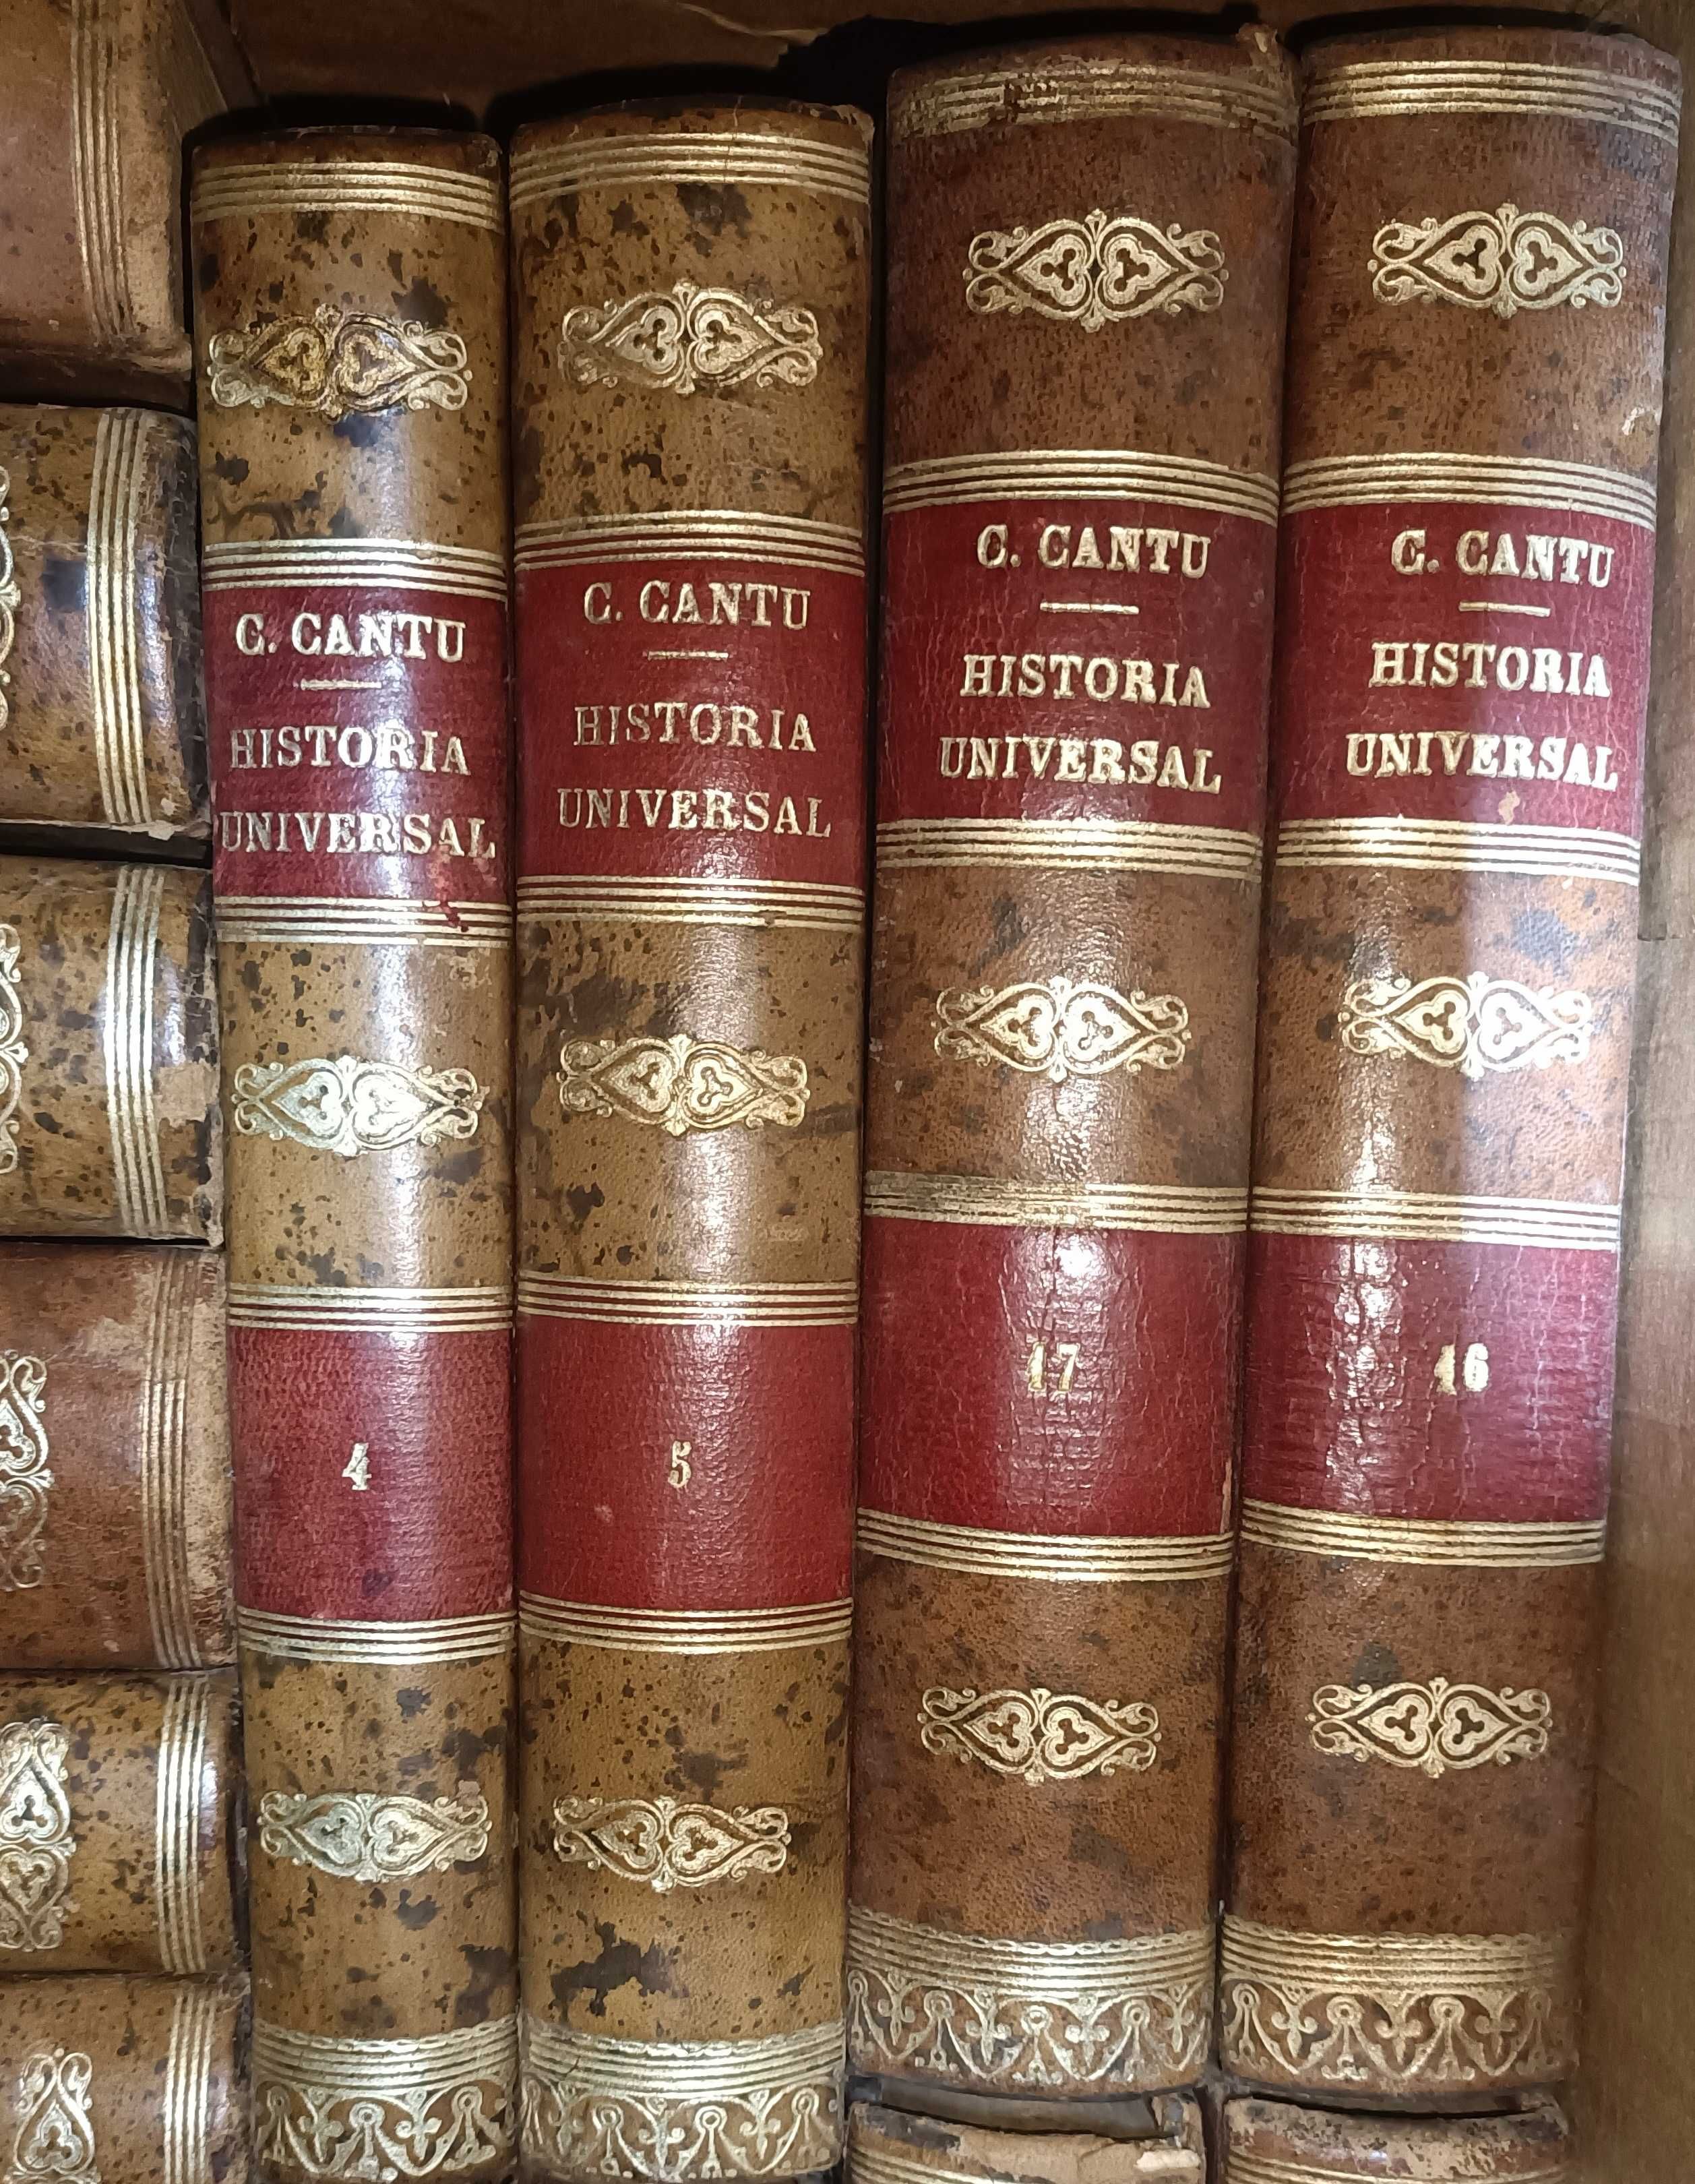 C. CANTU
HISTORIA
UNIVERSAL
4
C. CANTU
HISTORIA
UNIVERSAL
5
C. CANTU
HISTORIA
UNIVERSAL
17
C. CANTU
HISTORIA
UNIVERSAL
16